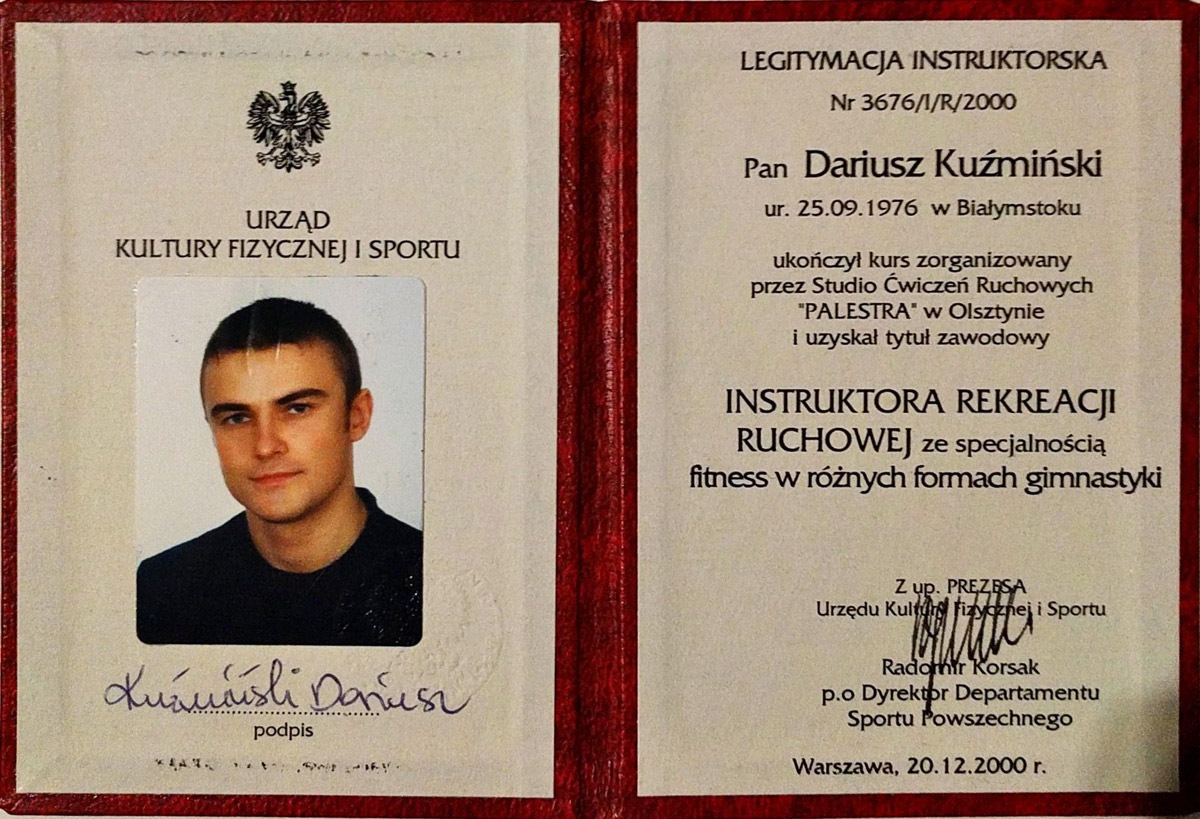 URZĄD
KULTURY FIZYCZNEJ I SPORTU
Kuźmiński Dariusz
podpis
LEGITYMACJA INSTRUKTORSKA
Nr 3676/I/R/2000
Pan Dariusz Kuźmiński
ur. 25.09.1976 w Białymstoku
ukończył kurs zorganizowany
przez Studio Ćwiczeń Ruchowych
"PALESTRA" w Olsztynie
i uzyskał tytuł zawodowy
INSTRUKTORA REKREACJI
RUCHOWEJ ze specjalnością
fitness w różnych formach gimnastyki
Z up. PREZESA
Urzędu Kultury Fizycznej i Sportu
Radomir Korsak
p.o Dyrektor Departamentu
Sportu Powszechnego
Warszawa, 20.12.2000 r.